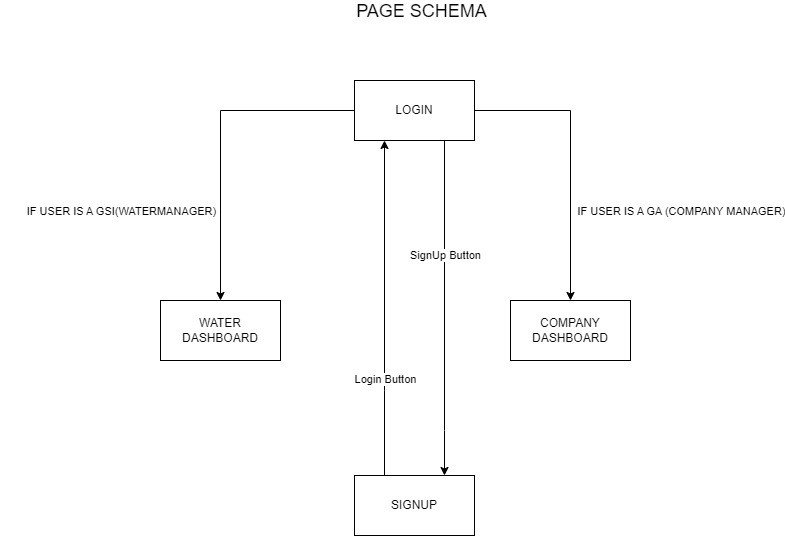 PAGE SCHEMA
LOGIN
IF USER IS A GSI(WATERMANAGER)
IF USER IS A GA (COMPANY MANAGER)
SignUp Button
WATER
DASHBOARD
COMPANY
DASHBOARD
Login Button
SIGNUP